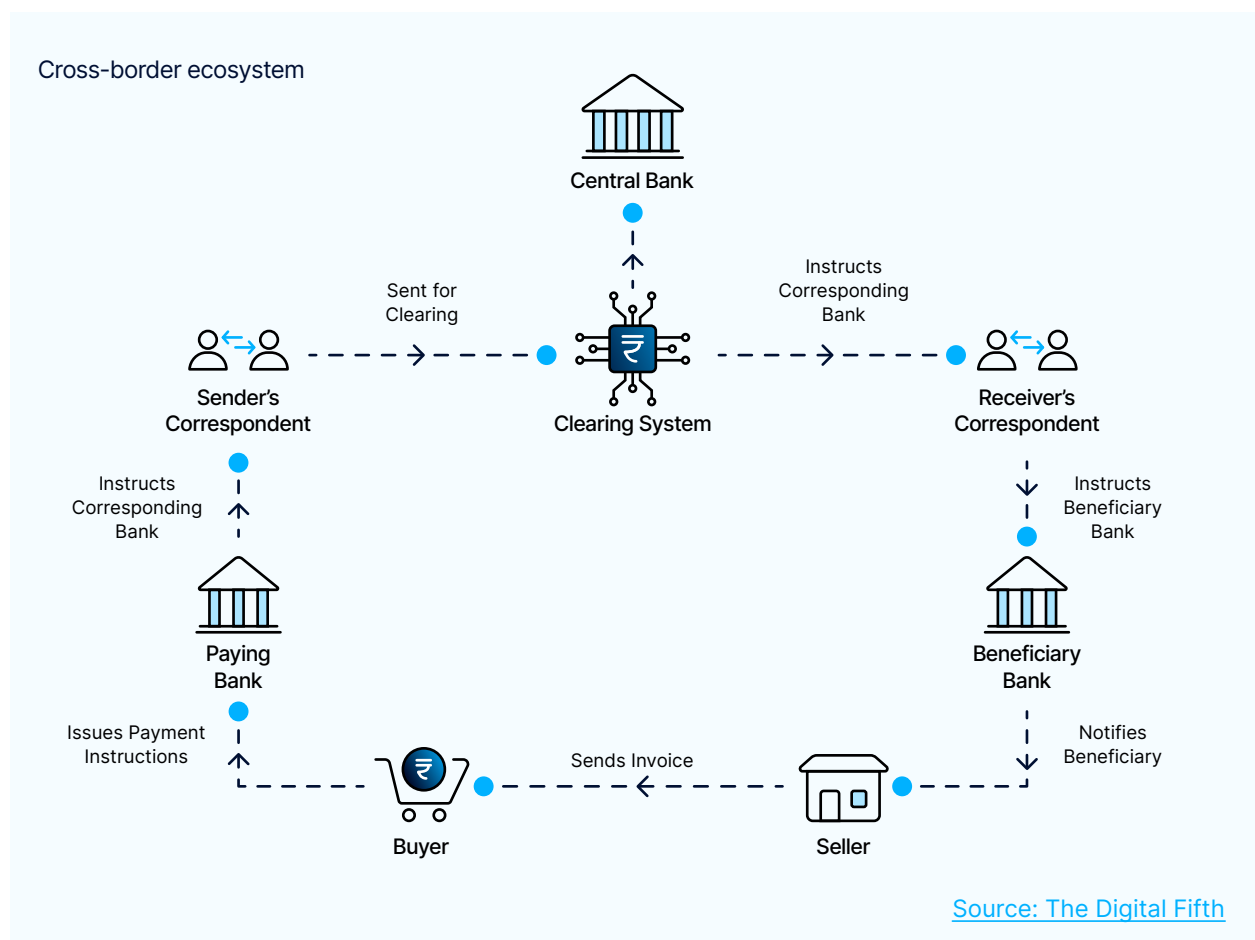 Cross-border ecosystem
Central Bank
Sent for
Clearing
Instructs
Corresponding
Bank
Sender's
Correspondent
₹
Clearing System
Receiver's
Correspondent
Instructs
Corresponding
Bank
Instructs
Beneficiary
Bank
Paying
Bank
Beneficiary
Bank
Issues Payment
Instructions
₹
Sends Invoice
Notifies
Beneficiary
Buyer
Seller
Source: The Digital Fifth